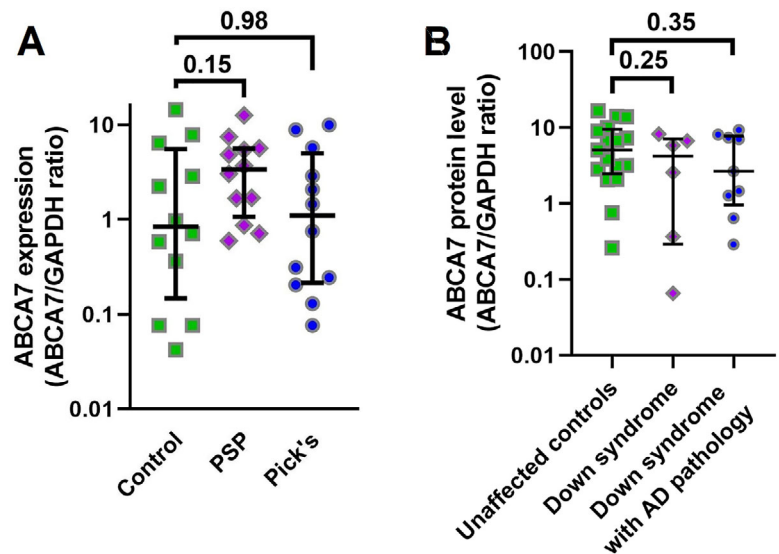 A
0.98
0.15
ABCA7 expression
(ABCA7/GAPDH ratio)
10
1
0.1
0.01
Control
PSP
Pick's
B
0.35
0.25
ABCA7 protein level
(ABCA7/GAPDH ratio)
100
10
1
0.1
0.01
Unaffected controls
Down syndrome
Down syndrome
with AD pathology